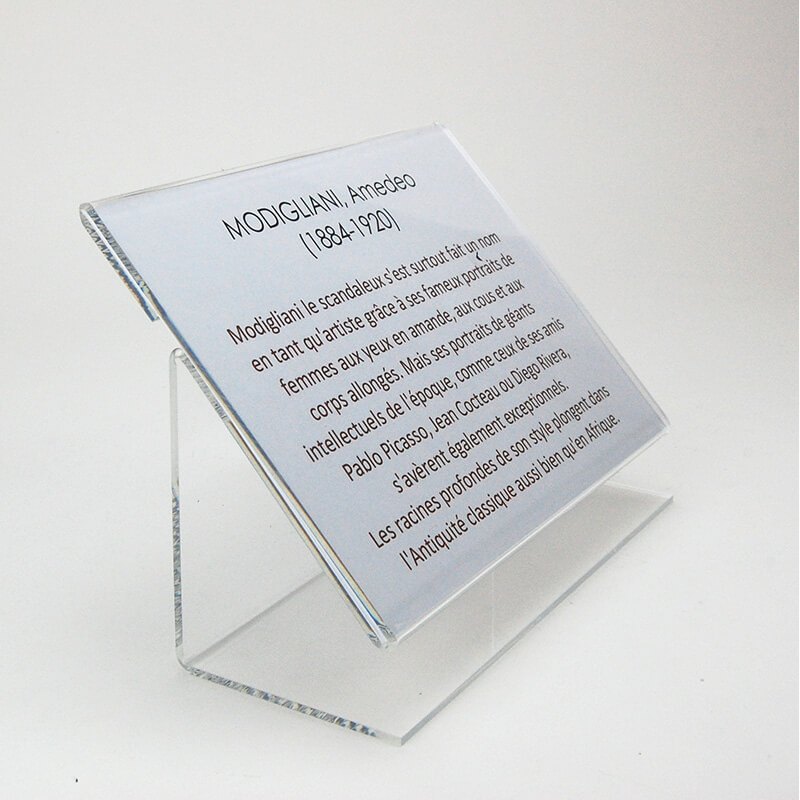 MODIGLIANI, Amedeo
(1884-1920)
Modigliani le scandaleux s'est surtout fait un nom
en tant qu'artiste grâce à ses fameux portraits de
femmes aux yeux en amande, aux cous et aux
corps allongés. Mais ses portraits de géants
intellectuels de l'époque, comme ceux de ses amis
Pablo Picasso, Jean Cocteau ou Diego Rivera,
s'avèrent également exceptionnels.
Les racines profondes de son style plongent dans
l'Antiquité classique aussi bien qu'en Afrique.